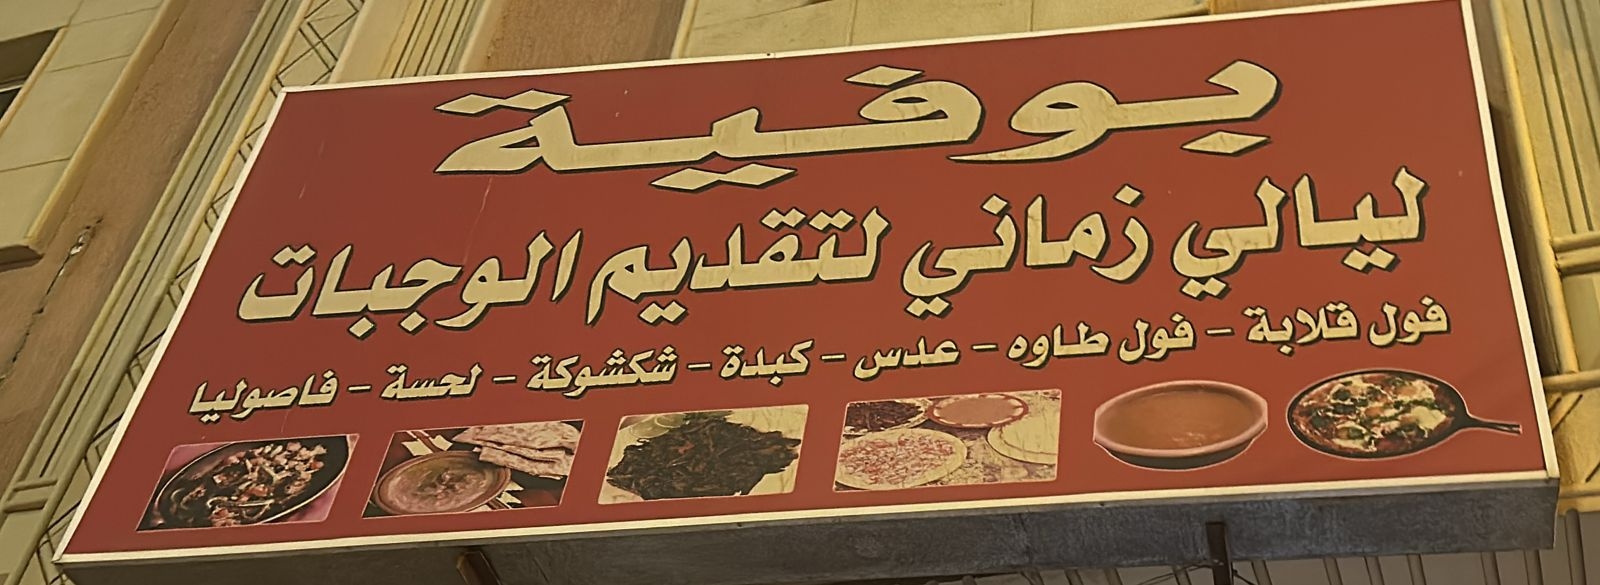 بوفية
ليالي زماني لتقديم الوجبات
فول قلابة - فول طاوه - عدس - كبدة - شكشوكة - لحسة - فاصوليا